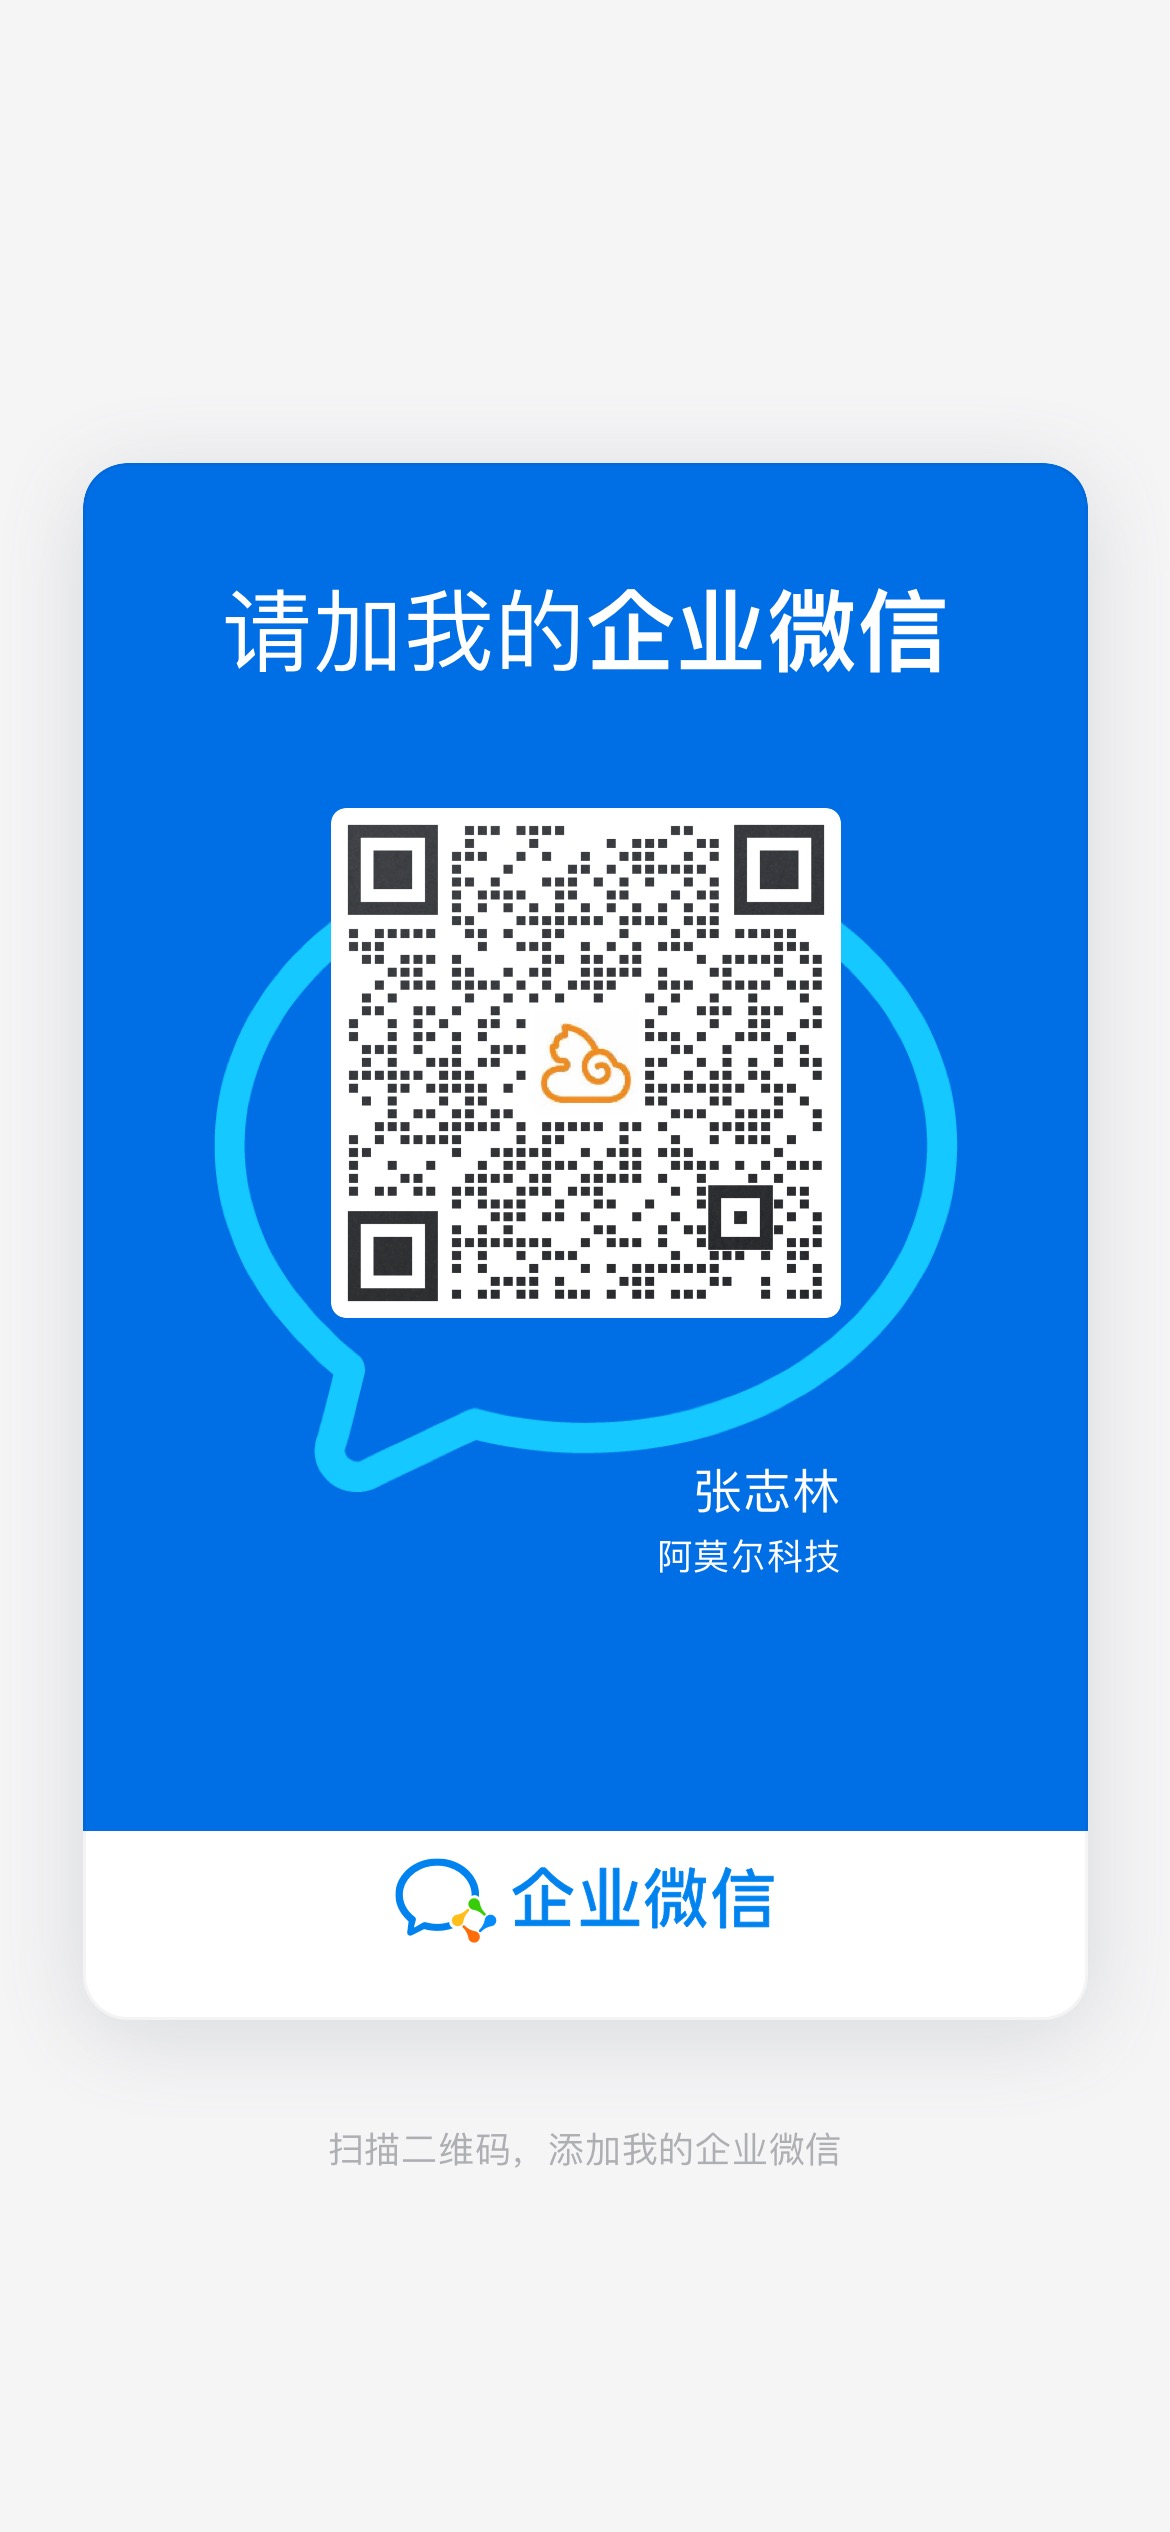 请加我的企业微信
张志林
阿莫尔科技
企业微信
扫描二维码，添加我的企业微信